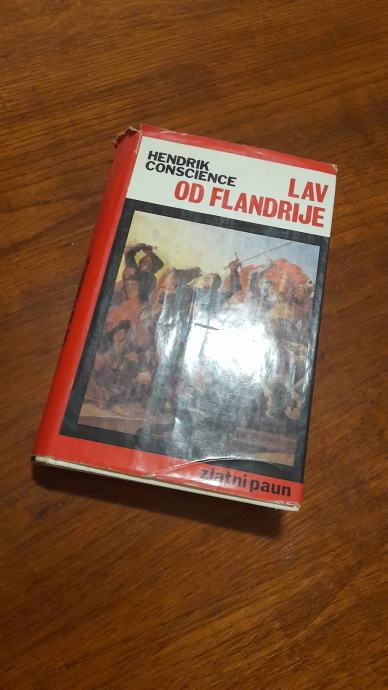 HENDRIK
CONSCIENCE
LAV
OD FLANDRIJE
zlatni paun